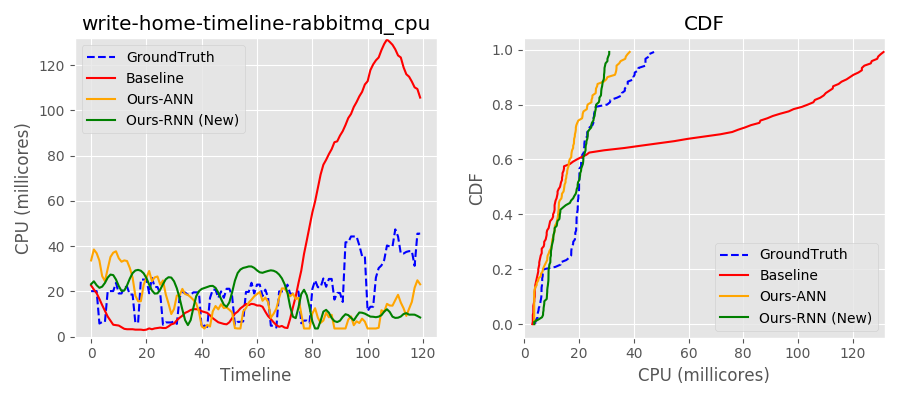 write-home-timeline-rabbitmq_cpu
CPU (millicores)
120
100
80
60
40
20
0
GroundTruth
Baseline
Ours-ANN
Ours-RNN (New)
0 20 40 60 80 100 120
Timeline
CDF
CDF
1.0
0.8
0.6
0.4
0.2
0.0
GroundTruth
Baseline
Ours-ANN
Ours-RNN (New)
0 20 40 60 80 100 120
CPU (millicores)